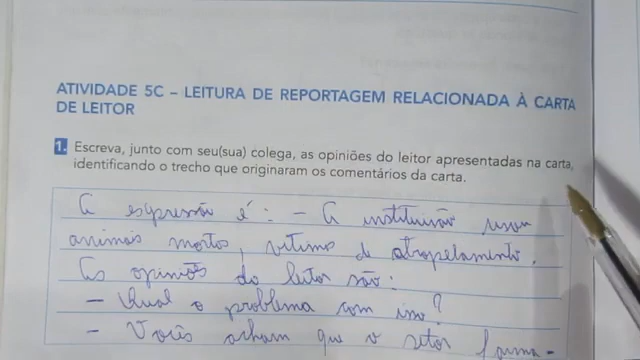 ATIVIDADE 5C – LEITURA DE REPORTAGEM RELACIONADA À CARTA
DE LEITOR
1. Escreva, junto com seu(sua) colega, as opiniões do leitor apresentadas na carta,
identificando o trecho que originaram os comentários da carta.
A expressão é: – A instituição usou
animais mortos, vítimas de atropelamento.
As opiniões do leitor são:
– Qual o problema com isso?
– Vocês acham que o setor farma-